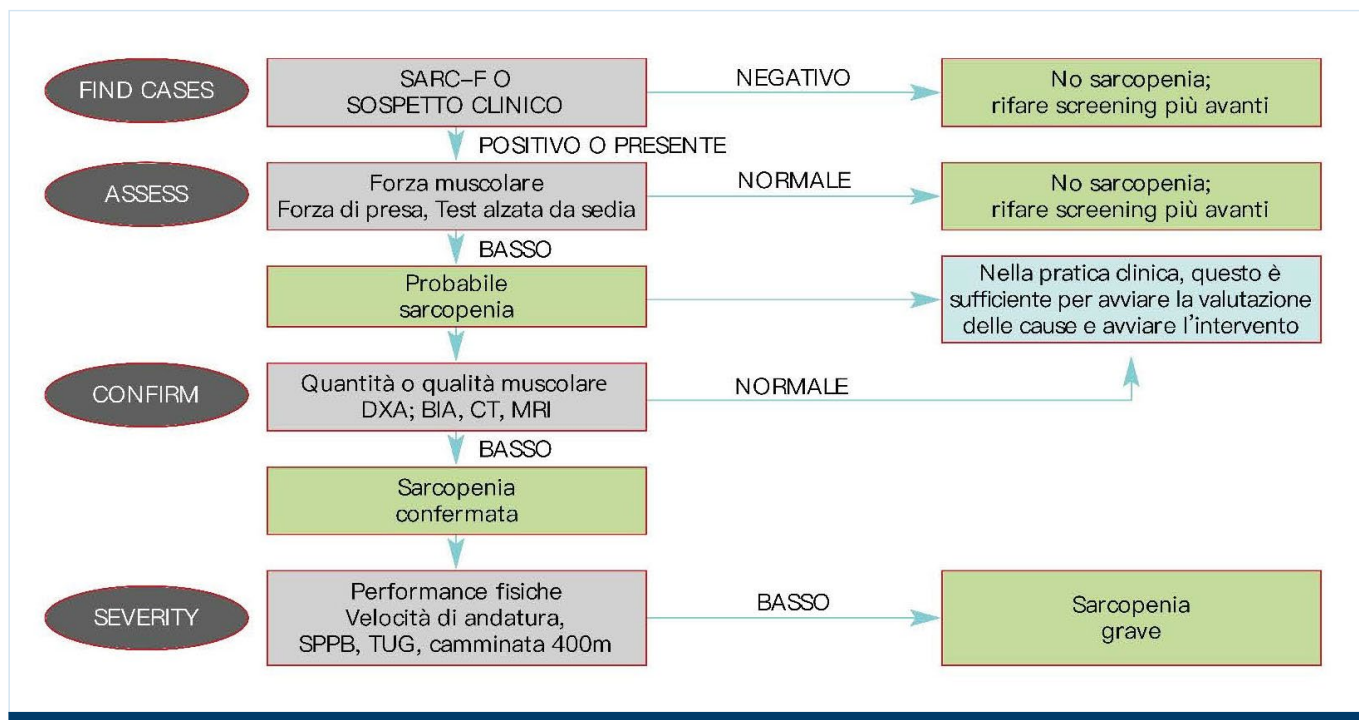 FIND CASES
SARC-F O
SOSPETTO CLINICO
NEGATIVO
No sarcopenia;
rifare screening più avanti
POSITIVO O PRESENTE
ASSESS
Forza muscolare
Forza di presa, Test alzata da sedia
NORMALE
No sarcopenia;
rifare screening più avanti
BASSO
Probabile
sarcopenia
Nella pratica clinica, questo è
sufficiente per avviare la valutazione
delle cause e avviare l'intervento
CONFIRM
Quantità o qualità muscolare
DXA; BIA, CT, MRI
NORMALE
BASSO
Sarcopenia
confermata
SEVERITY
Performance fisiche
Velocità di andatura,
SPPB, TUG, camminata 400m
BASSO
Sarcopenia
grave